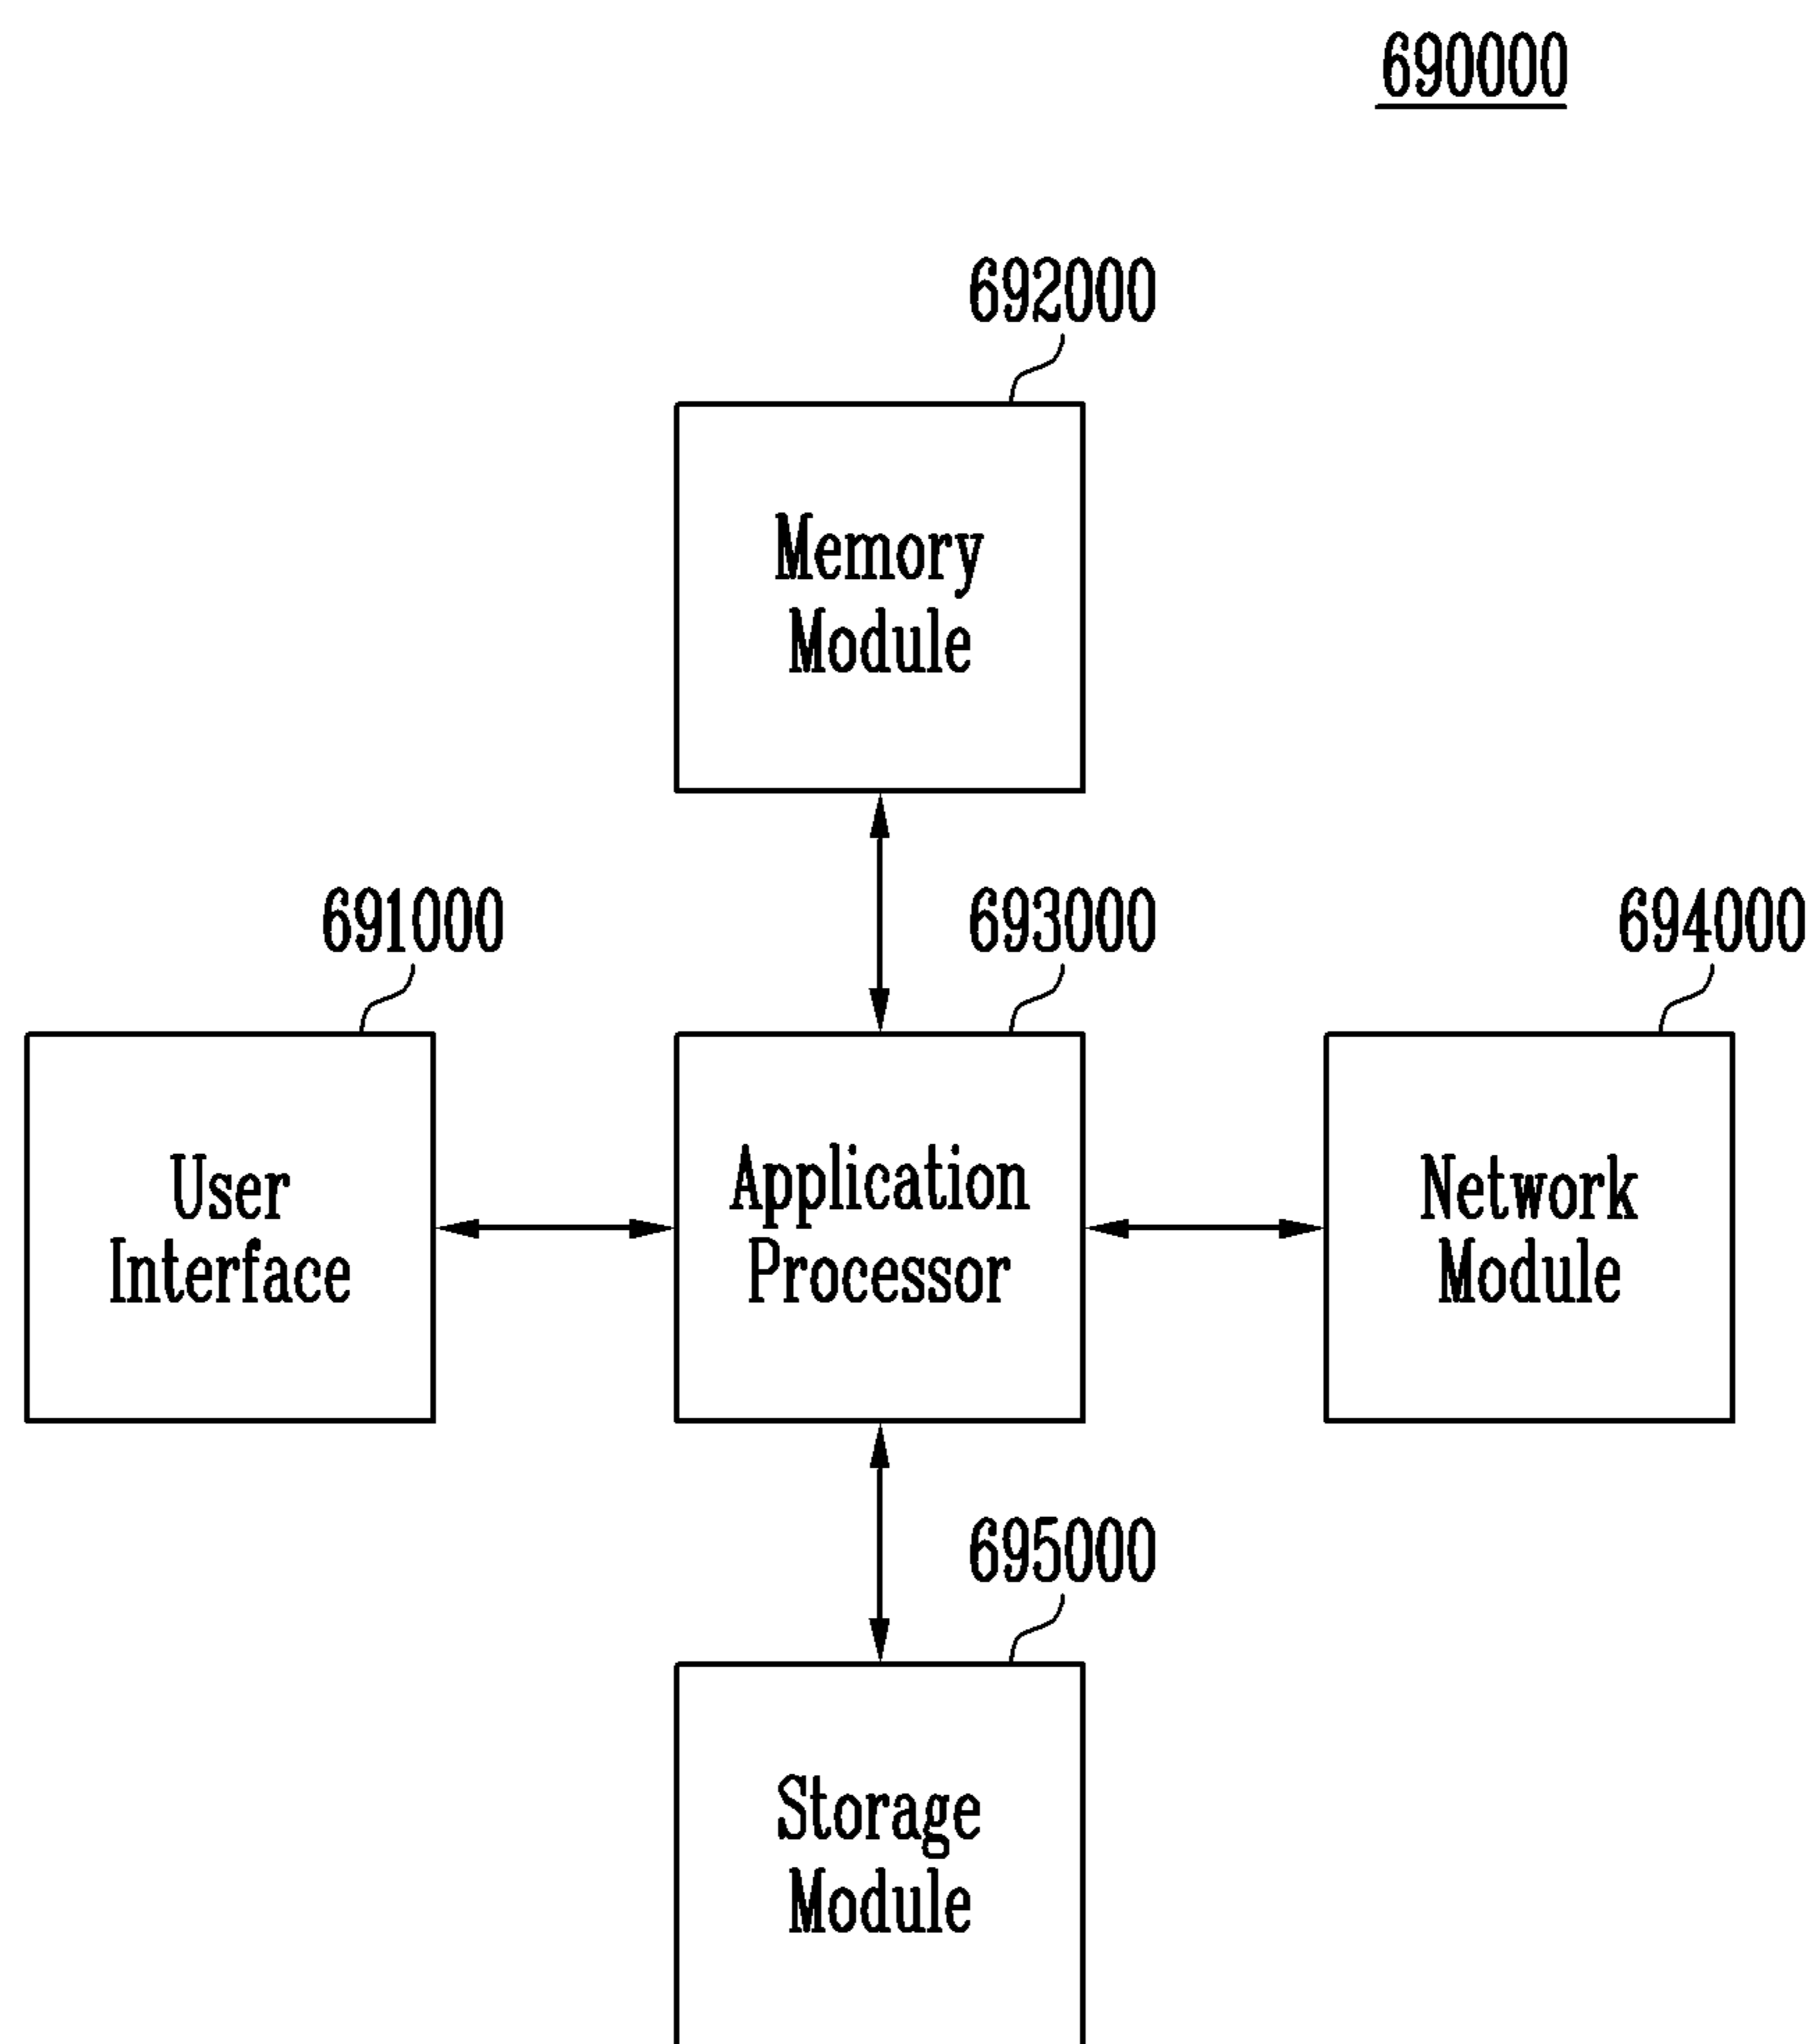 690000
692000
Memory
Module
691000
693000
694000
User
Interface
Application
Processor
Network
Module
695000
Storage
Module